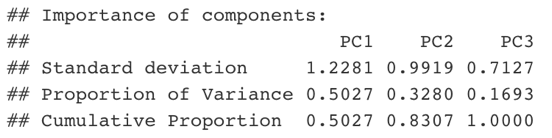 ## Importance of components:
##                           PC1    PC2    PC3
## Standard deviation     1.2281 0.9919 0.7127
## Proportion of Variance 0.5027 0.3280 0.1693
## Cumulative Proportion  0.5027 0.8307 1.0000